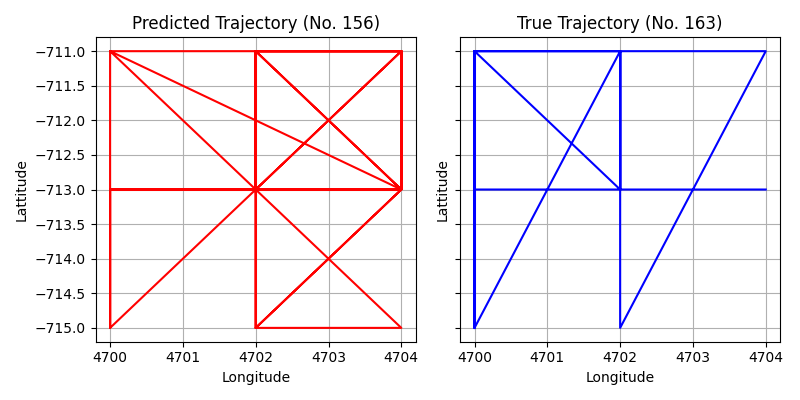 Predicted Trajectory (No. 156)
True Trajectory (No. 163)
Lattitude
−711.0
−711.5
−712.0
−712.5
−713.0
−713.5
−714.0
−714.5
−715.0
4700 4701 4702 4703 4704
Longitude
Lattitude
4700 4701 4702 4703 4704
Longitude